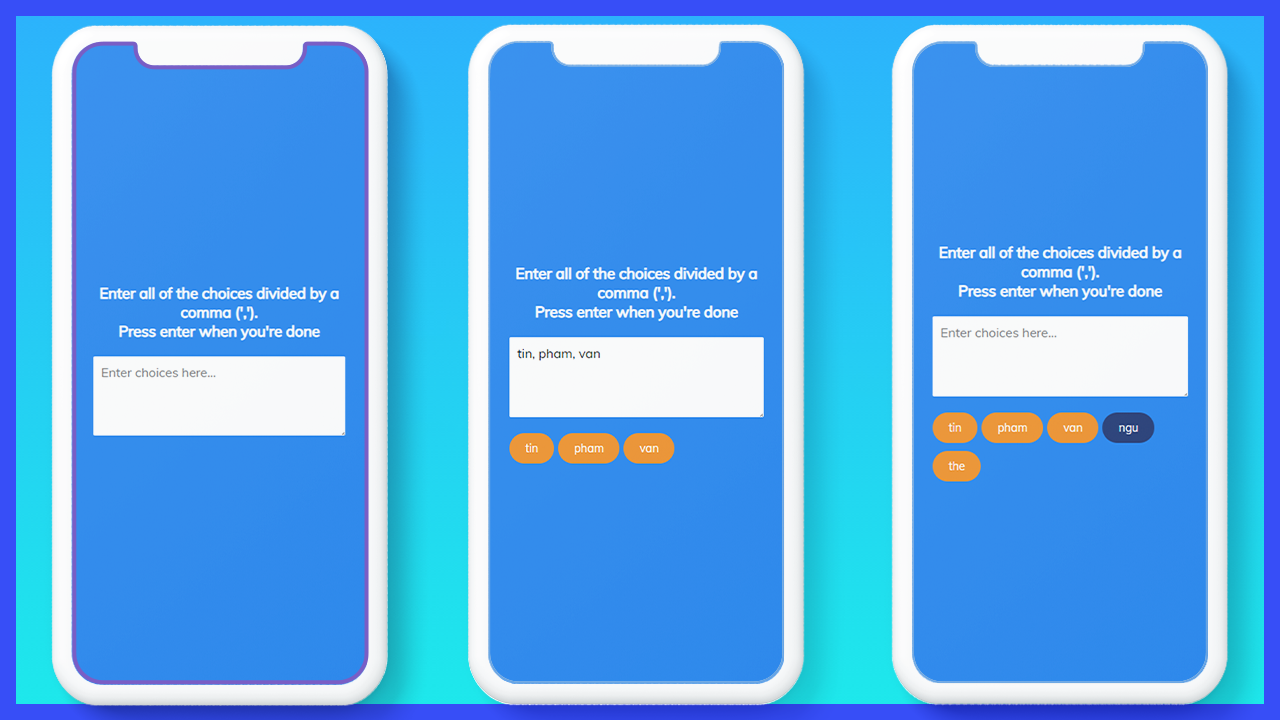 Enter all of the choices divided by a
comma (',').
Press enter when you're done
Enter choices here...
Enter all of the choices divided by a
comma (',').
Press enter when you're done
tin, pham, van
tin pham van
Enter all of the choices divided by a
comma (',').
Press enter when you're done
Enter choices here...
tin pham van ngu
the